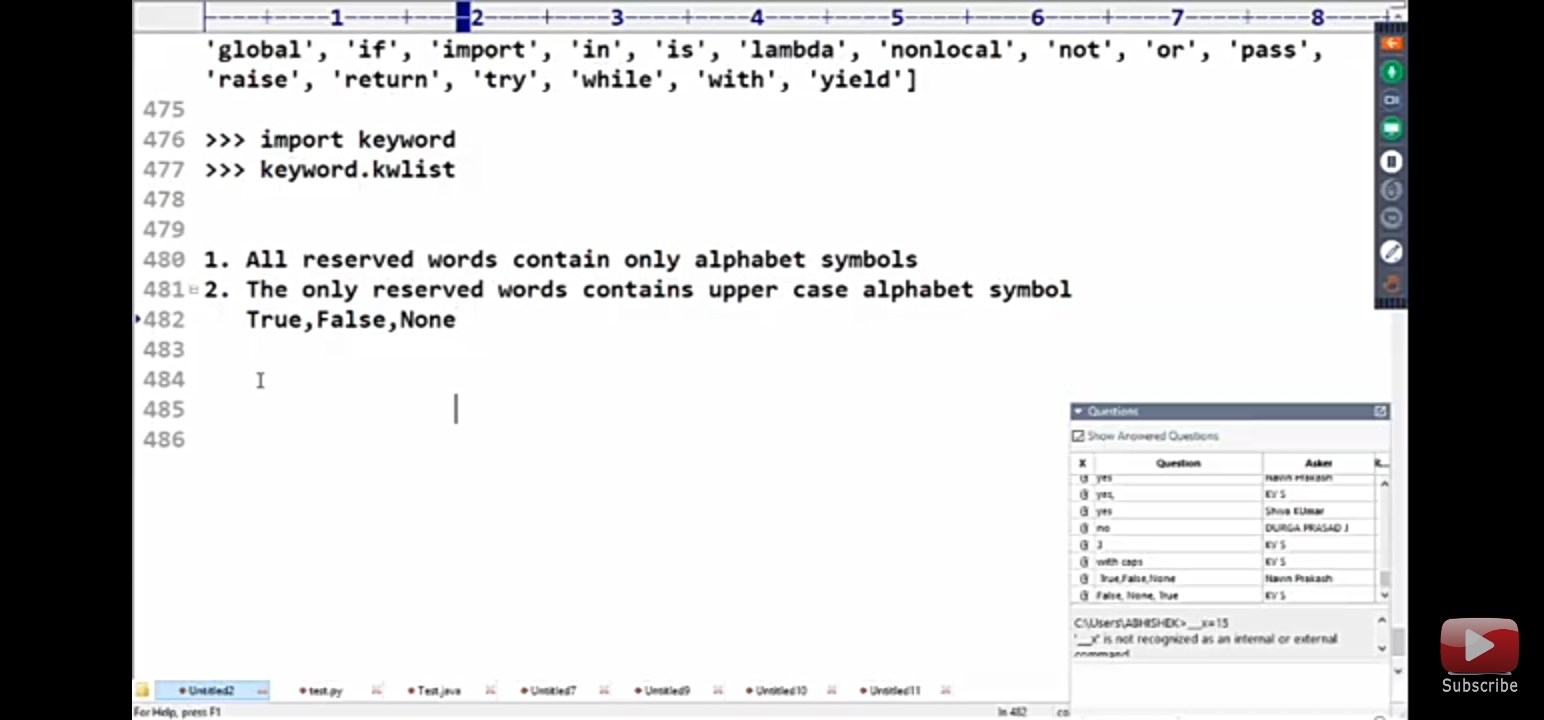 1 2 3 4 5 6 7 8
'global', 'if', 'import', 'in', 'is', 'lambda', 'nonlocal', 'not', 'or', 'pass',
'raise', 'return', 'try', 'while', 'with', 'yield']
475
476 >>> import keyword
477 >>> keyword.kwlist
478
479
480 1. All reserved words contain only alphabet symbols
481 2. The only reserved words contains upper case alphabet symbol
482 True,False,None
483
484
485
486
Questions
Show Answered Questions
X Question Asker R...
yes Navin Prakash
yes, KV S
yes Shiva KUmar
no DURGA PRASAD J
3 KV S
with caps KV S
True,False,None Navin Prakash
False, None, True KV S
C:\Users\ABHISHEK>__x=15
'__x' is not recognized as an internal or external
command
Subscribe
Untitled2 test.py Test.java Untitled7 Untitled9 Untitled10 Untitled11
For Help, press F1 ln 482 co